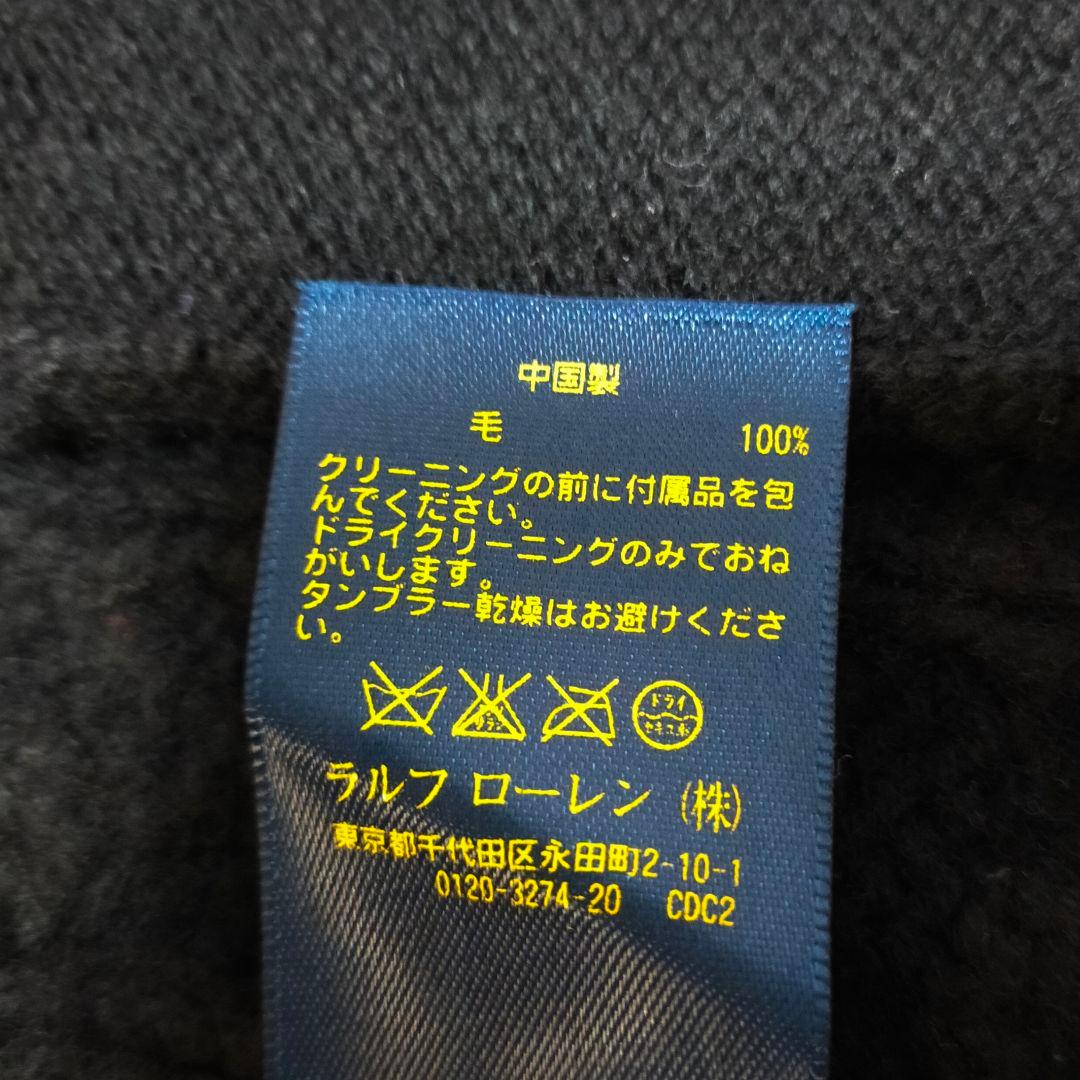 中国製
毛 100%
クリーニングの前に付属品を包
んでください。
ドライクリーニングのみでおね
がいします。
タンブラー乾燥はお避けくださ
い。
ドライ
セキユ系
ラルフ ローレン (株)
東京都千代田区永田町2-10-1
0120-3274-20 CDC2